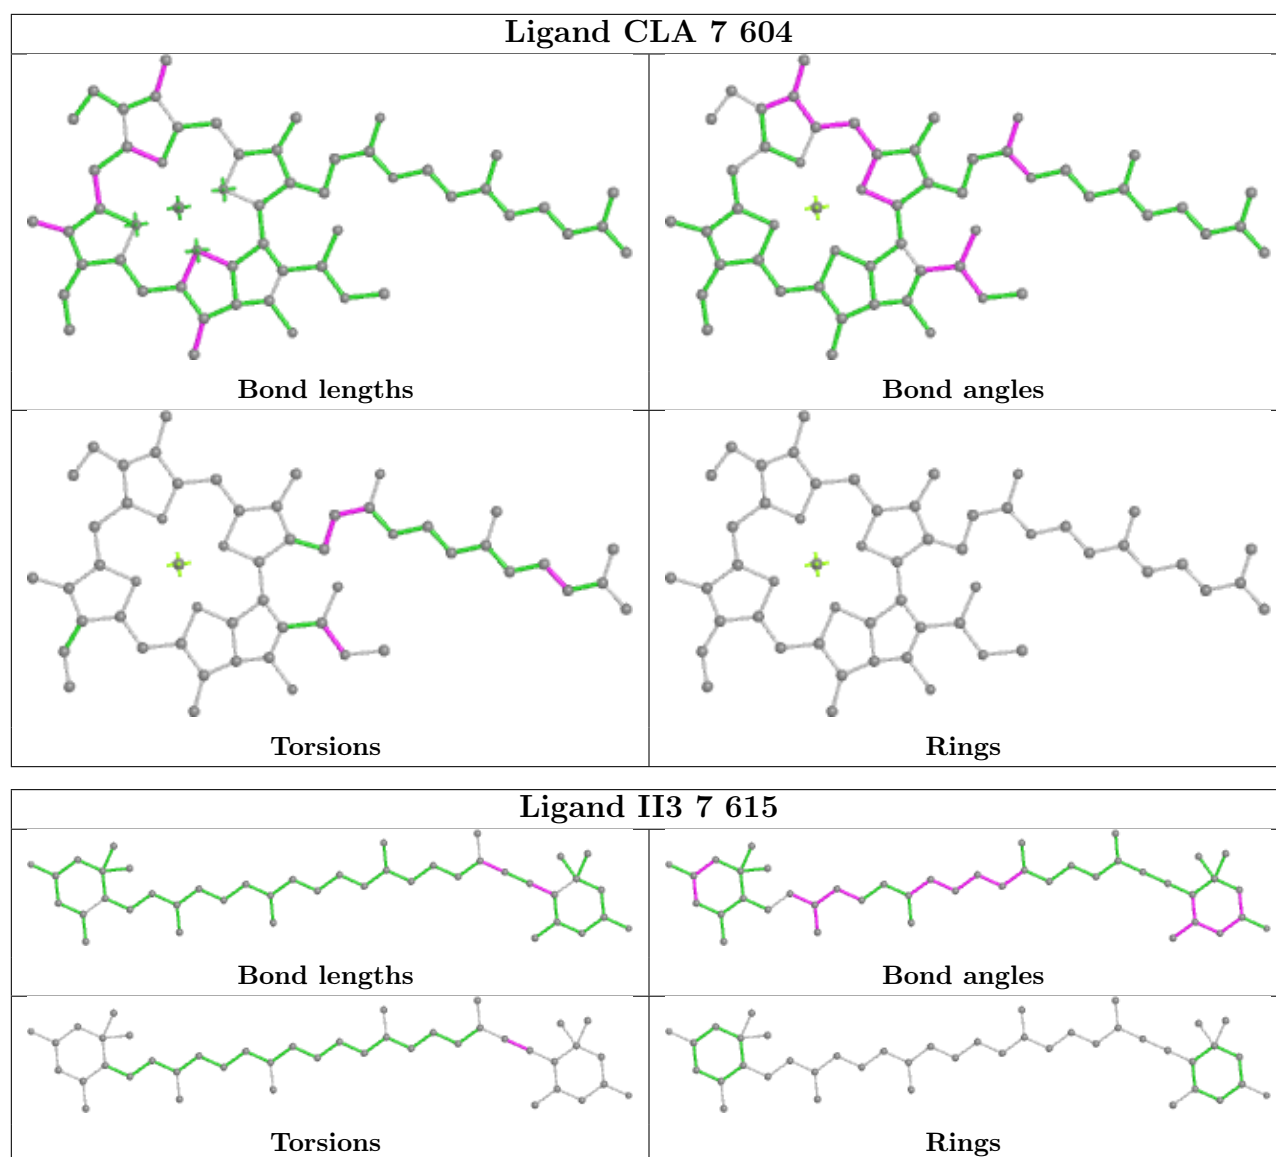 Ligand CLA 7 604
Bond lengths
Bond angles
Torsions
Rings
Ligand II3 7 615
Bond lengths
Bond angles
Torsions
Rings